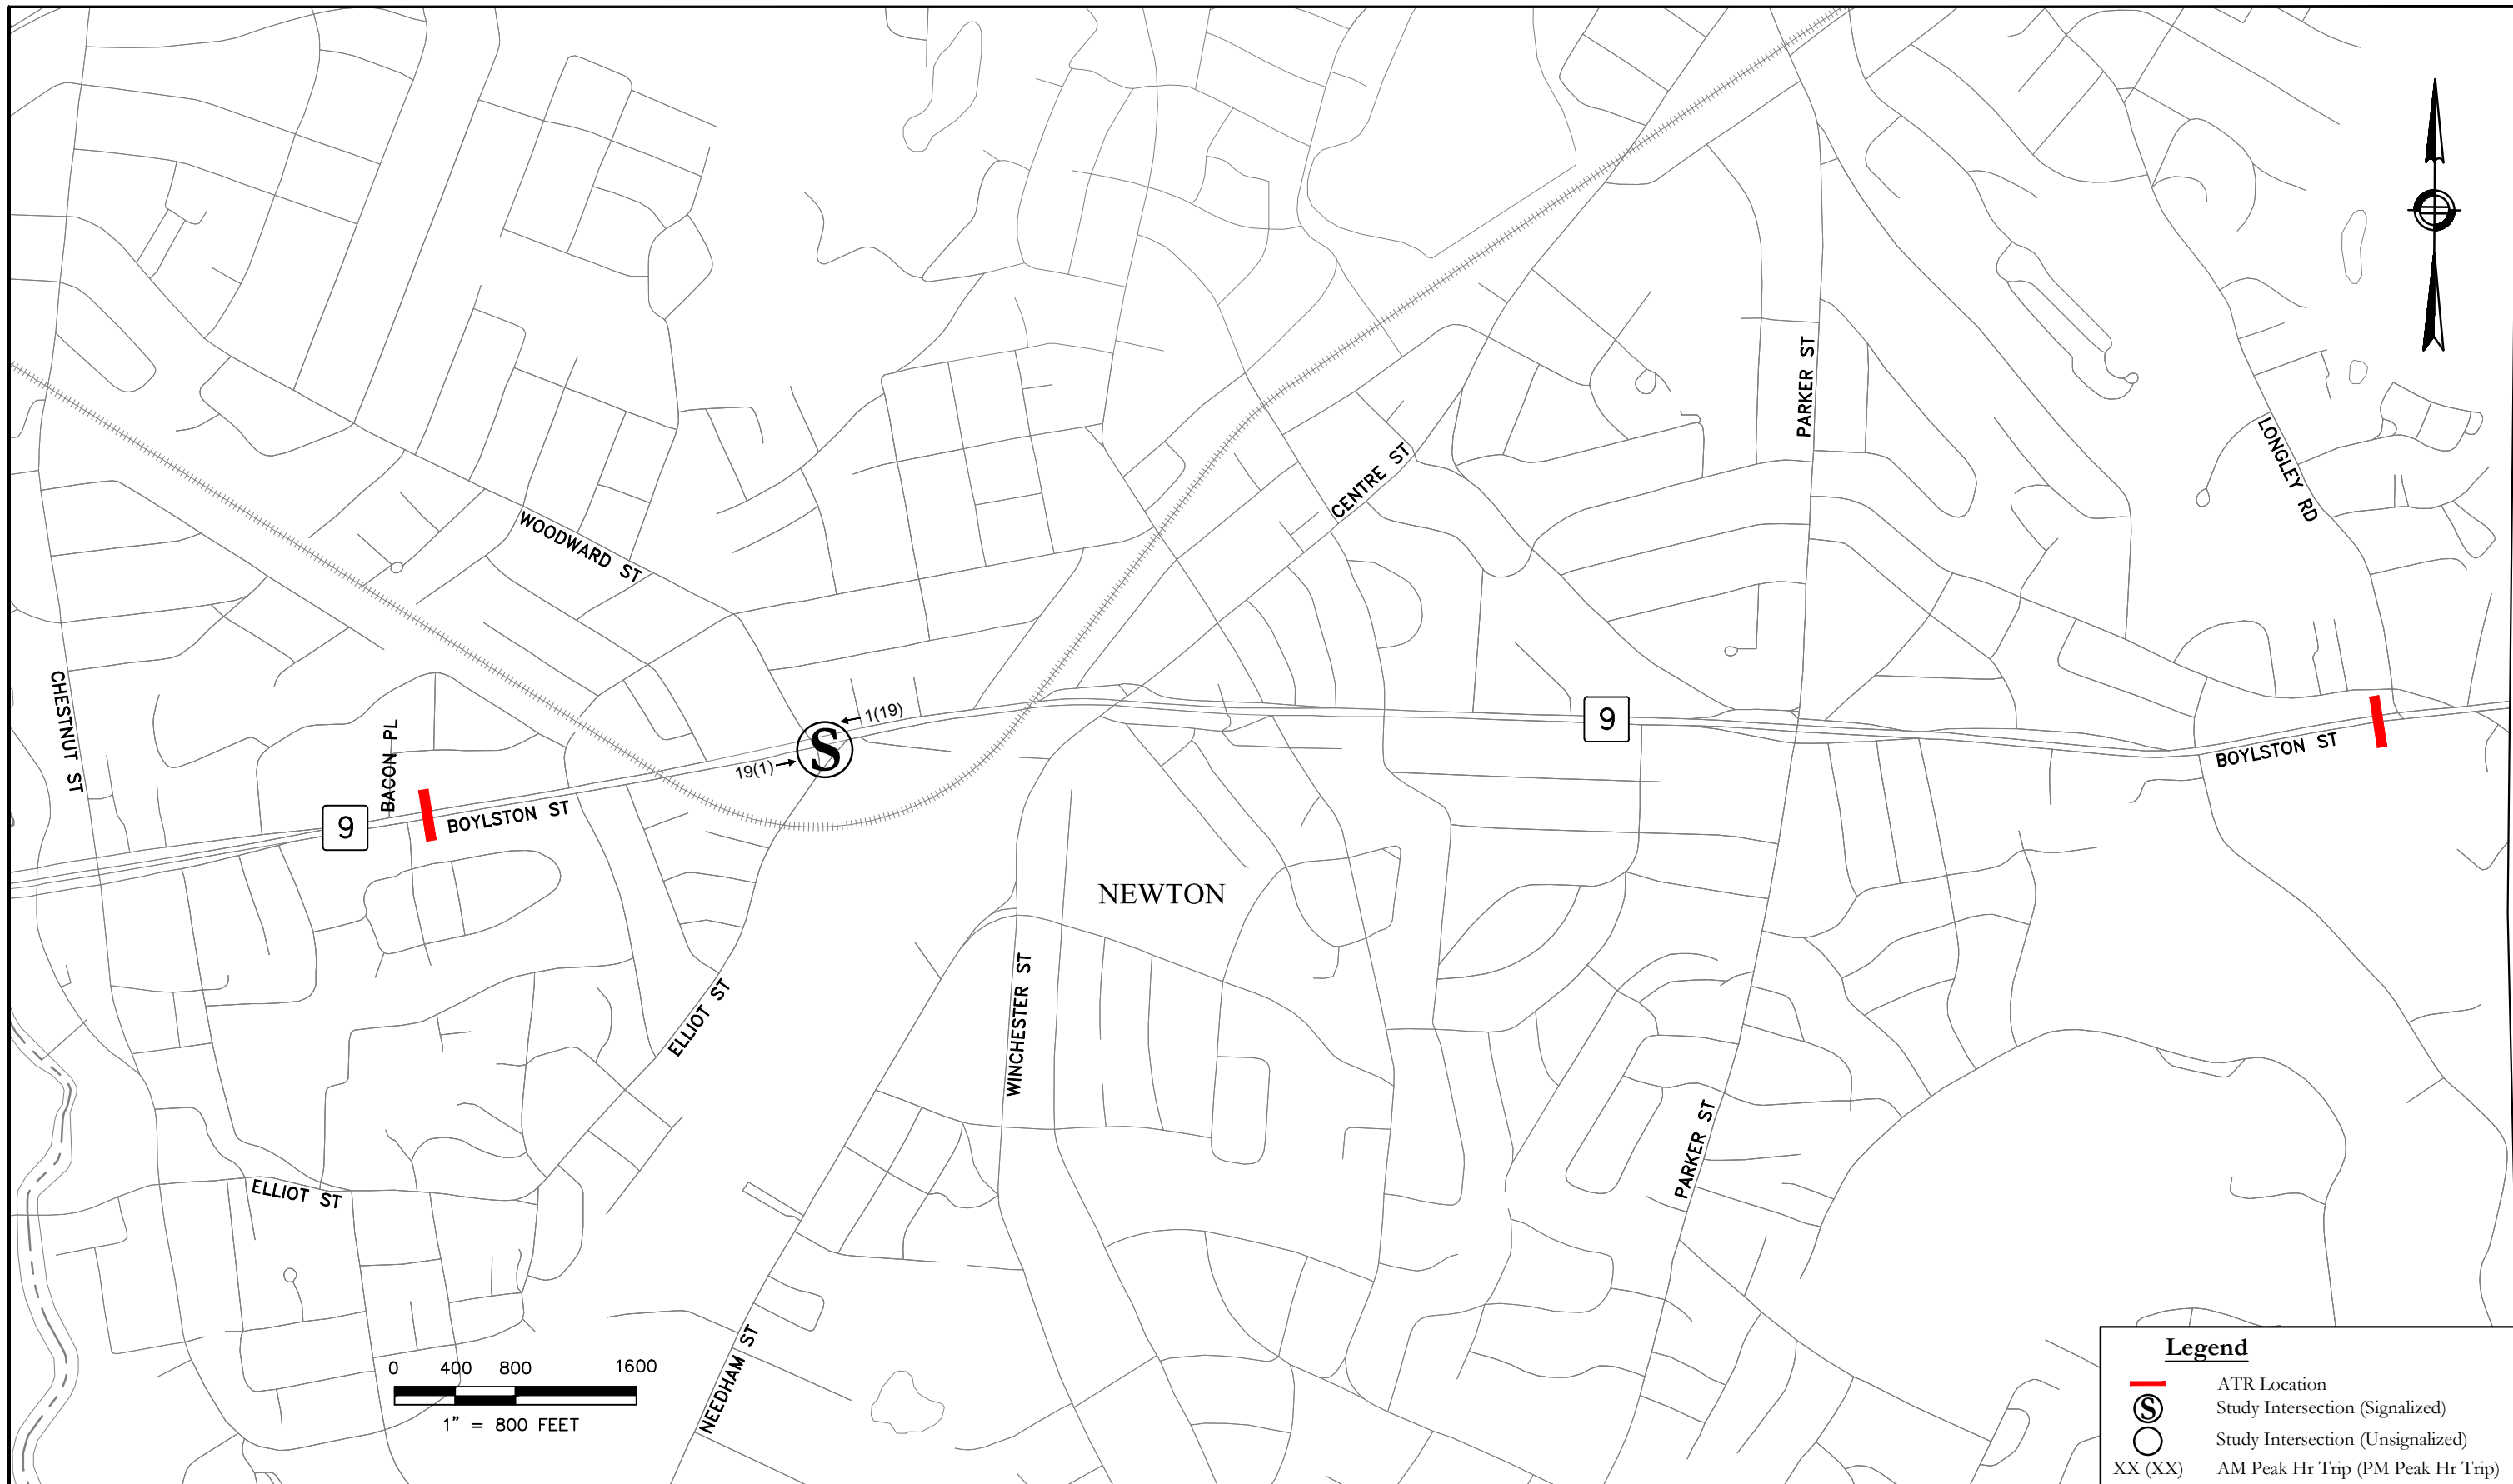 PARKER ST
LONGLEY RD
CENTRE ST
WOODWARD ST
CHESTNUT ST
BACON PL
1(19)
S
19(1)
9
BOYLSTON ST
9
BOYLSTON ST
NEWTON
WINCHESTER ST
ELLIOT ST
PARKER ST
ELLIOT ST
NEEDHAM ST
0 400 800 1600
1" = 800 FEET
Legend
ATR Location
S Study Intersection (Signalized)
Study Intersection (Unsignalized)
XX (XX) AM Peak Hr Trip (PM Peak Hr Trip)